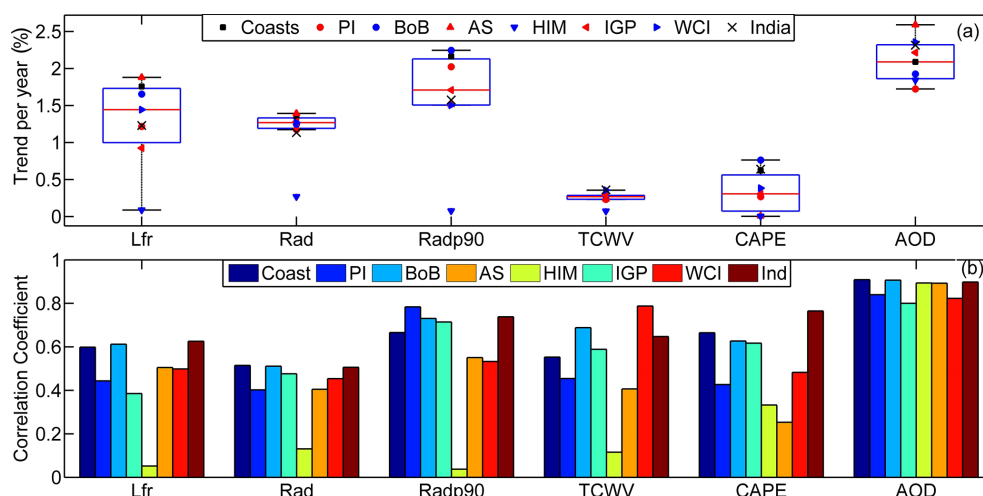 Coasts PI BoB AS HIM IGP WCI India
(a)
Trend per year (%)
2.5
2
1.5
1
0.5
0
Lfr Rad Radp90 TCWV CAPE AOD
Coast PI BoB AS HIM IGP WCI Ind
(b)
Correlation Coefficient
1
0.8
0.6
0.4
0.2
0
Lfr Rad Radp90 TCWV CAPE AOD